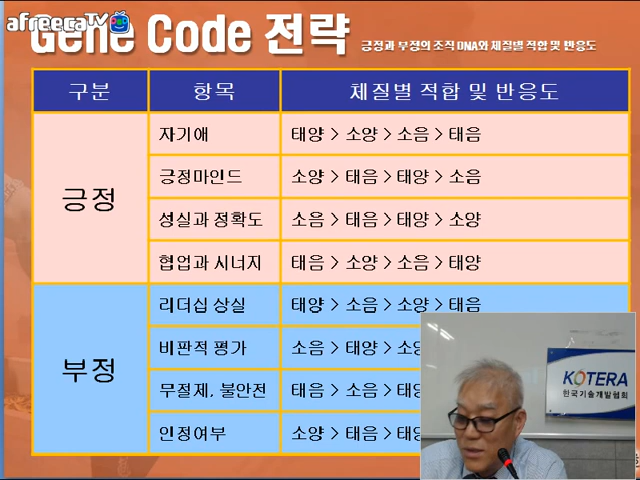 afreecaTV
Gene Code 전략 긍정과 부정의 조직 DNA와 체질별 적합 및 반응도
구분 항목 체질별 적합 및 반응도
긍정
자기애 태양 > 소양 > 소음 > 태음
긍정마인드 소양 > 태음 > 태양 > 소음
성실과 정확도 소음 > 태음 > 태양 > 소양
협업과 시너지 태음 > 소양 > 소음 > 태양
부정
리더십 상실 태양 > 소음 > 소양 > 태음
비판적 평가 소음 > 태양 >
무절제, 불안전 태양 > 소양 >
인정여부 소양 > 태음 >
KOTERA
한국기술개발협회